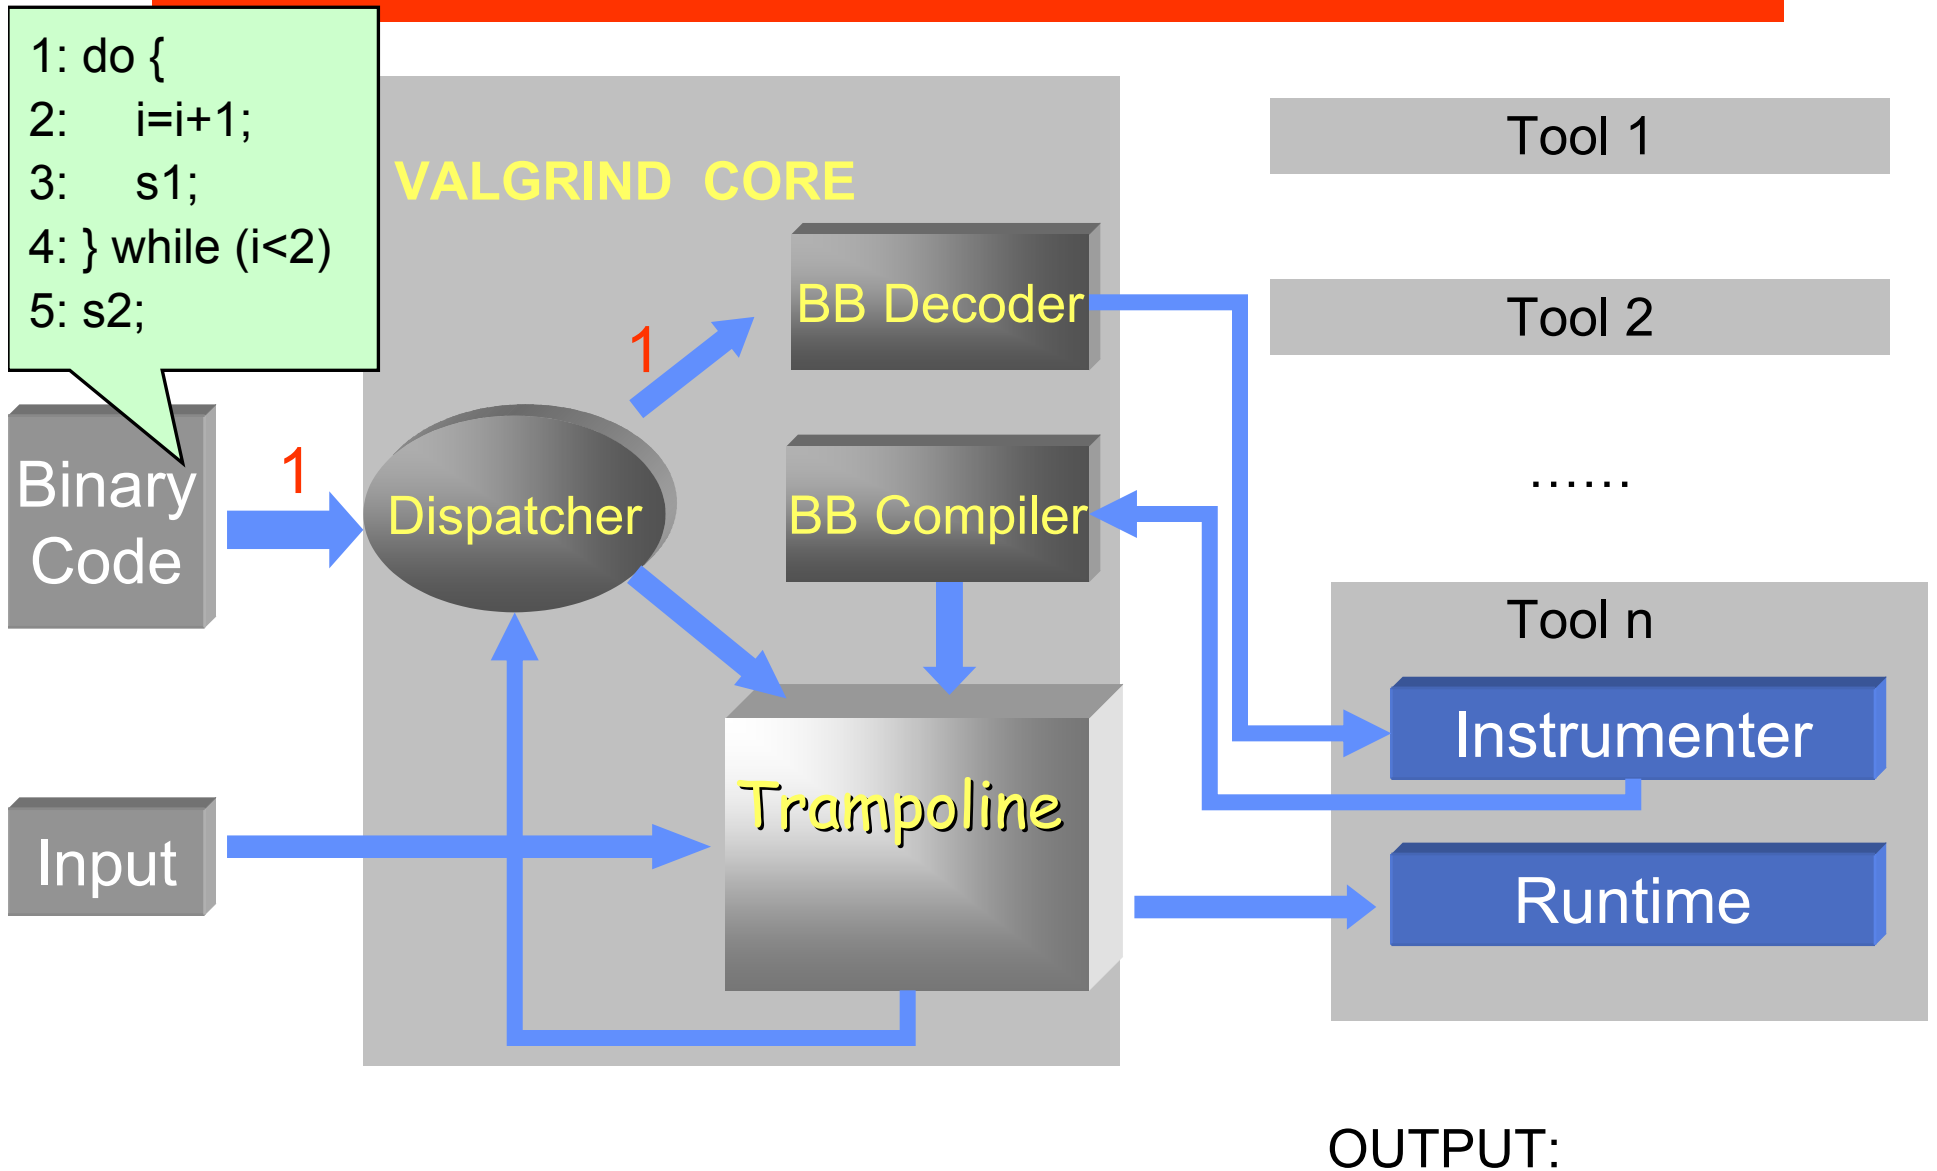 1: do {
2: i=i+1;
3: s1;
4: } while (i<2)
5: s2;
VALGRIND CORE
Tool 1
BB Decoder
Tool 2
1
1
Binary
Code
Dispatcher
BB Compiler
......
Tool n
Instrumenter
Trampoline
Input
Runtime
OUTPUT: